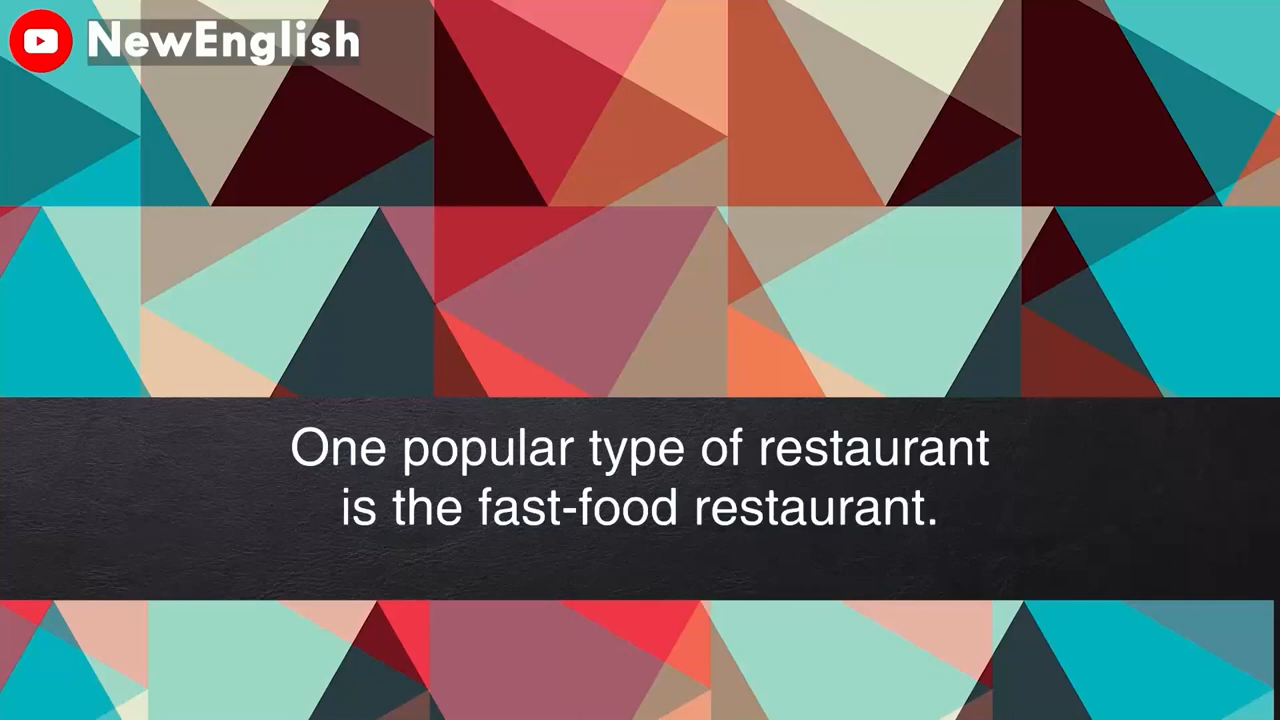 NewEnglish
One popular type of restaurant
is the fast-food restaurant.